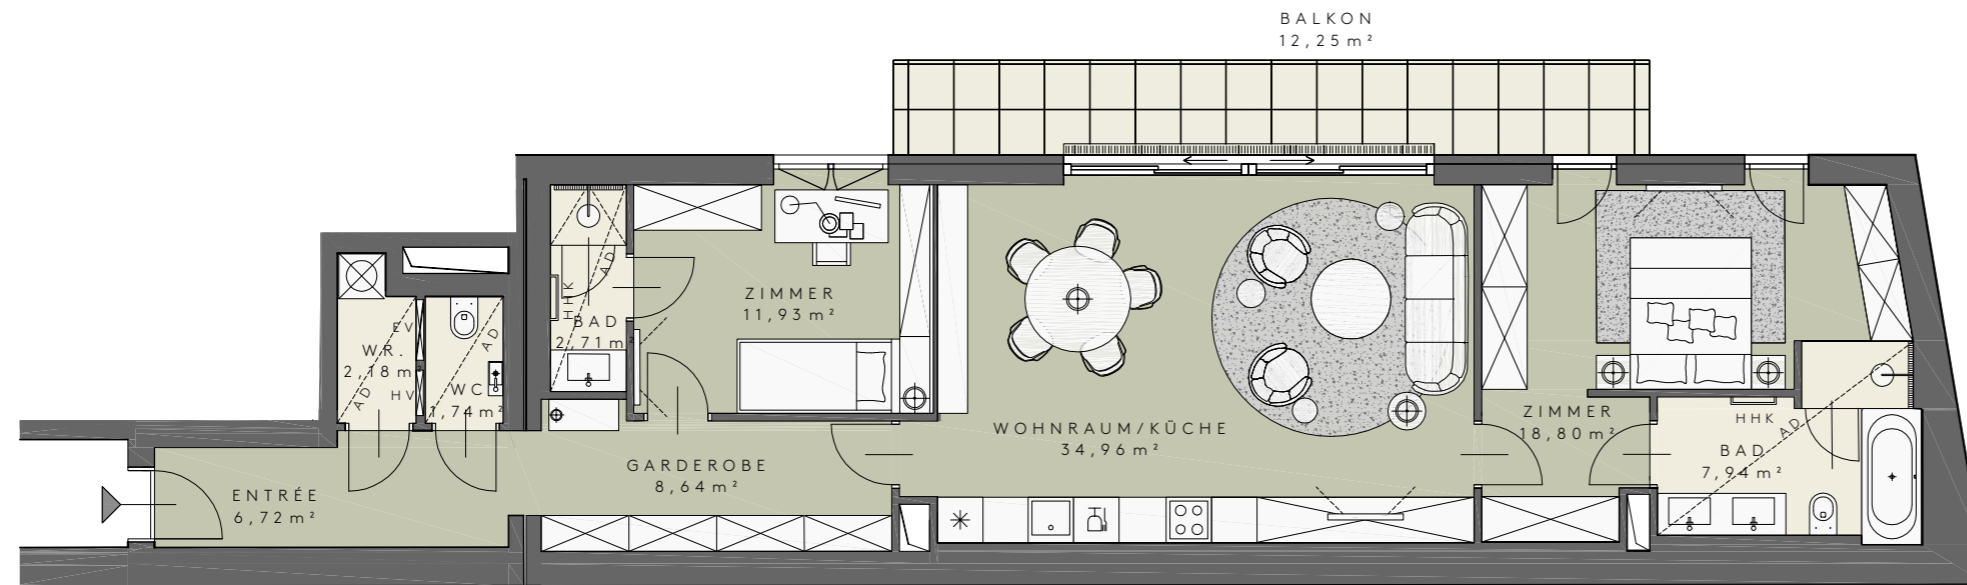 BALKON
12,25 m²
ZIMMER
11,93 m²
HHK
AD
BAD
2,71 m²
EV
WR.
2,18 m
AD
HV
AD
WC
1,74 m²
ENTRÉE
6,72 m²
GARDEROBE
8,64 m²
WOHNRAUM/KÜCHE
34,96 m²
ZIMMER
18,80 m²
HHK
AD
BAD
7,94 m²